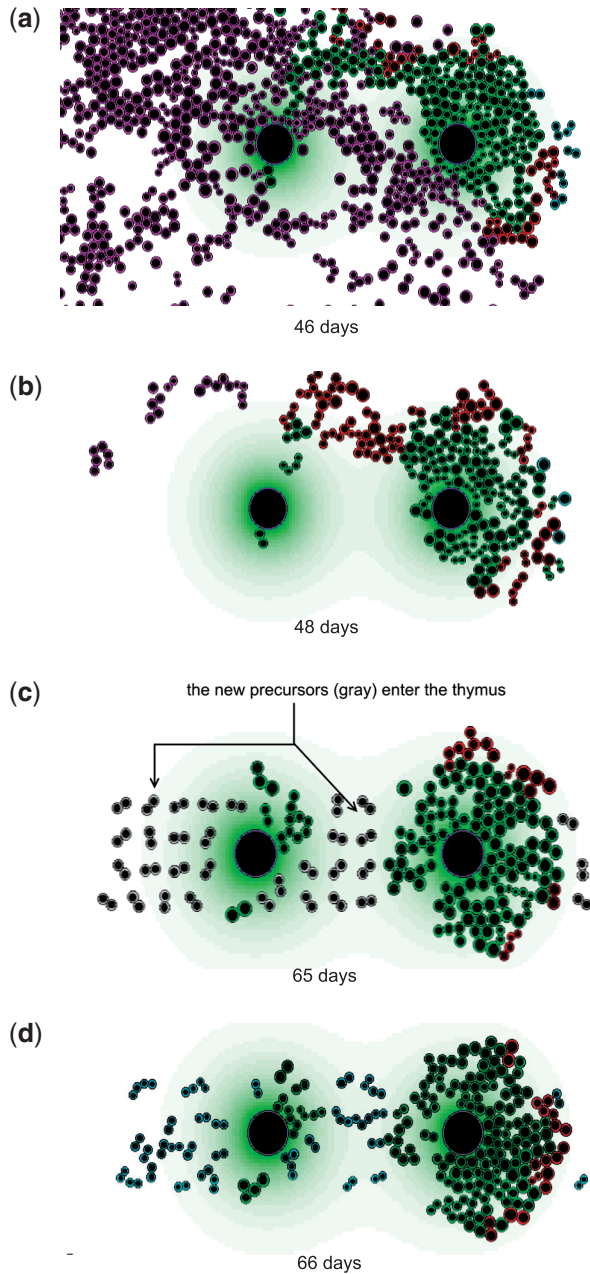 (a)
46 days
(b)
48 days
(c)
the new precursors (gray) enter the thymus
65 days
(d)
66 days